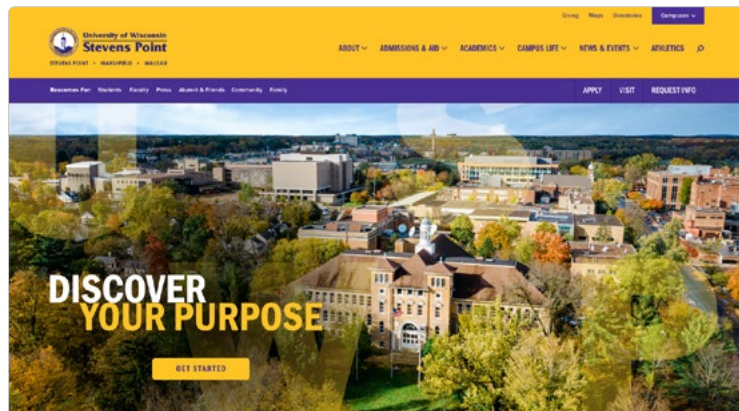 Giving Maps Directories Campuses
University of Wisconsin
Stevens Point
STEVENS POINT • MARSHFIELD • WAUSAU
ABOUT ADMISSIONS & AID ACADEMICS CAMPUS LIFE NEWS & EVENTS ATHLETICS
Resources For: Students Faculty Press Alumni & Friends Community Family
APPLY VISIT REQUEST INFO
U S
W P
DISCOVER
YOUR PURPOSE
GET STARTED